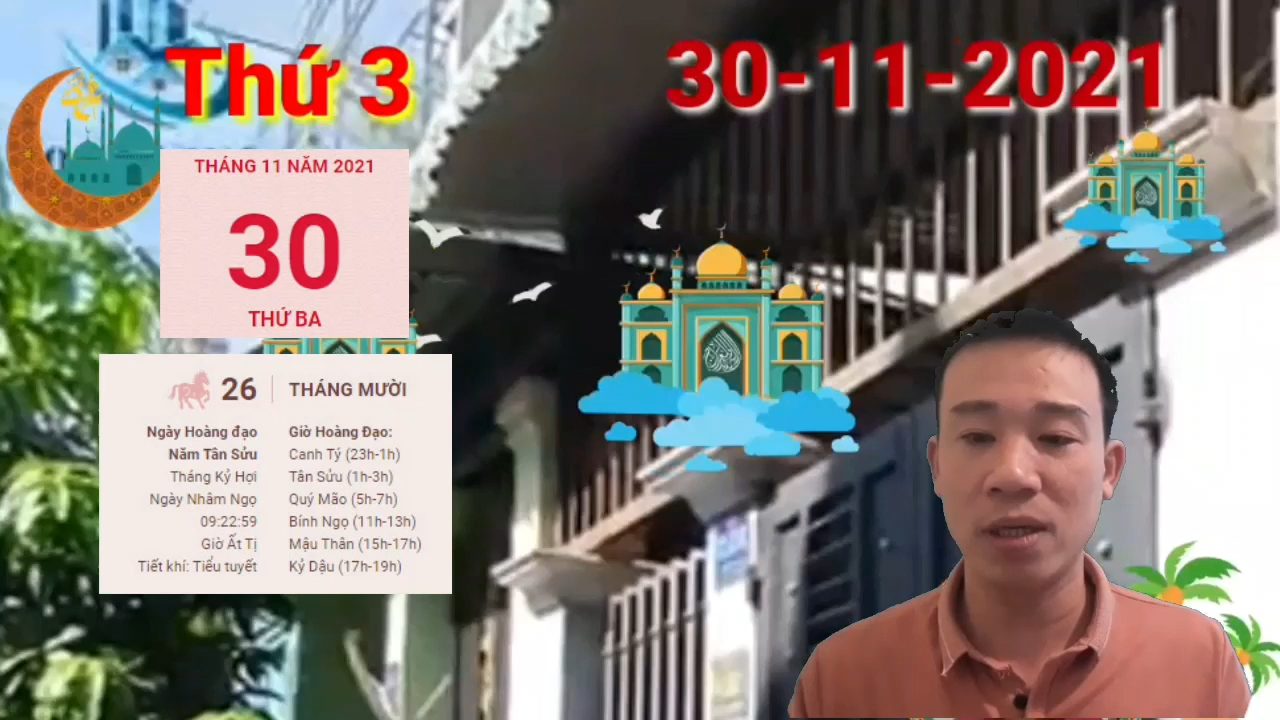 Thứ 3
30-11-2021
THÁNG 11 NĂM 2021
30
THỨ BA
26 THÁNG MƯỜI
Ngày Hoàng đạo
Năm Tân Sửu
Tháng Kỷ Hợi
Ngày Nhâm Ngọ
09:22:59
Giờ Ất Tị
Tiết khí: Tiểu tuyết
Giờ Hoàng Đạo:
Canh Tý (23h-1h)
Tân Sửu (1h-3h)
Quý Mão (5h-7h)
Bính Ngọ (11h-13h)
Mậu Thân (15h-17h)
Kỷ Dậu (17h-19h)